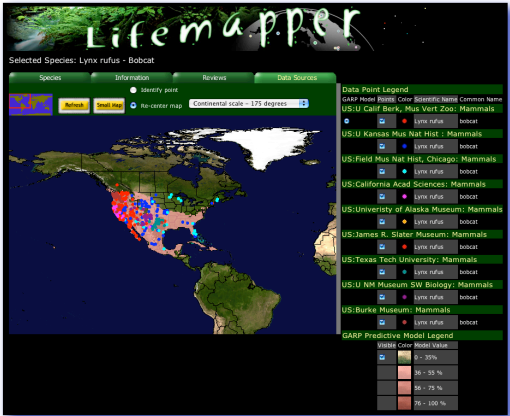 Lifemapper
Selected Species: Lynx rufus - Bobcat
Species Information Reviews Data Sources
Identify point
Refresh Small Map Re-center map Continental scale - 175 degrees
Data Point Legend
GARP Model Points Color Scientific Name Common Name
US:U Calif Berk, Mus Vert Zoo: Mammals
Lynx rufus bobcat
US:U Kansas Mus Nat Hist : Mammals
Lynx rufus bobcat
US:Field Mus Nat Hist, Chicago: Mammals
Lynx rufus bobcat
US:California Acad Sciences: Mammals
Lynx rufus bobcat
US:Univeristy of Alaska Museum: Mammals
Lynx rufus bobcat
US:James R. Slater Museum: Mammals
Lynx rufus bobcat
US:Texas Tech University: Mammals
Lynx rufus bobcat
US:U NM Museum SW Biology: Mammals
Lynx rufus bobcat
US:Burke Museum: Mammals
Lynx rufus bobcat
GARP Predictive Model Legend
Visible Color Model Value
0 - 35%
36 - 55 %
56 - 75 %
76 - 100 %